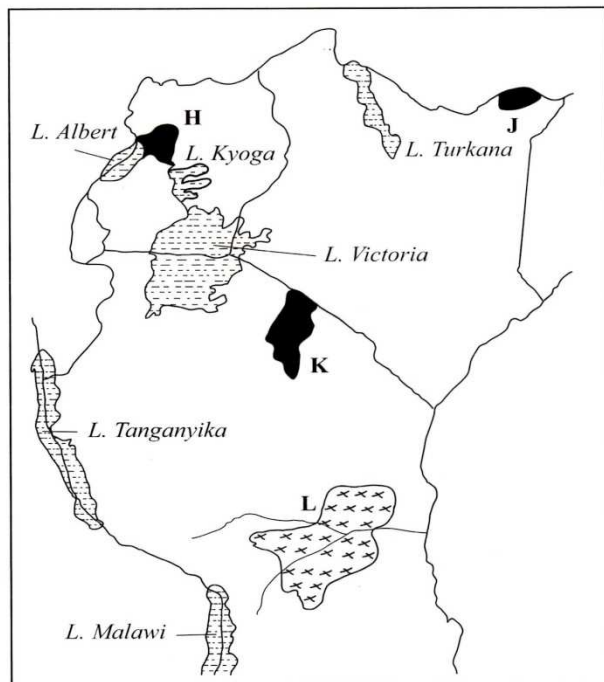 H
L. Albert
J
L. Kyoga
L. Turkana
L. Victoria
K
L. Tanganyika
L
L. Malawi